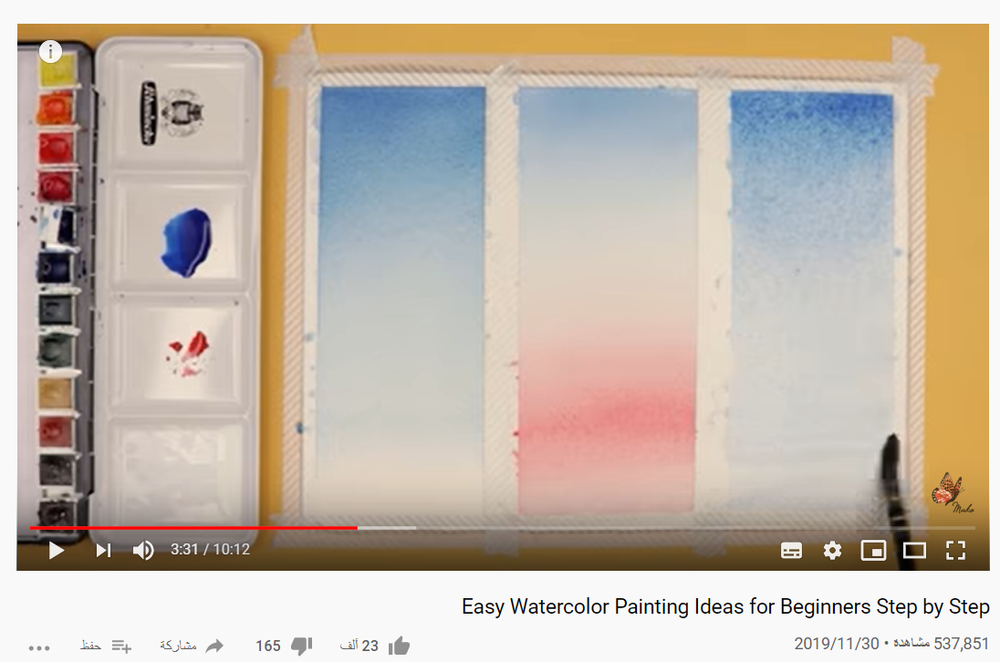 i
Mako
3:31 / 10:12
Easy Watercolor Painting Ideas for Beginners Step by Step
537,851 مشاهدة • 2019/11/30
23 ألف
165
مشاركة
حفظ